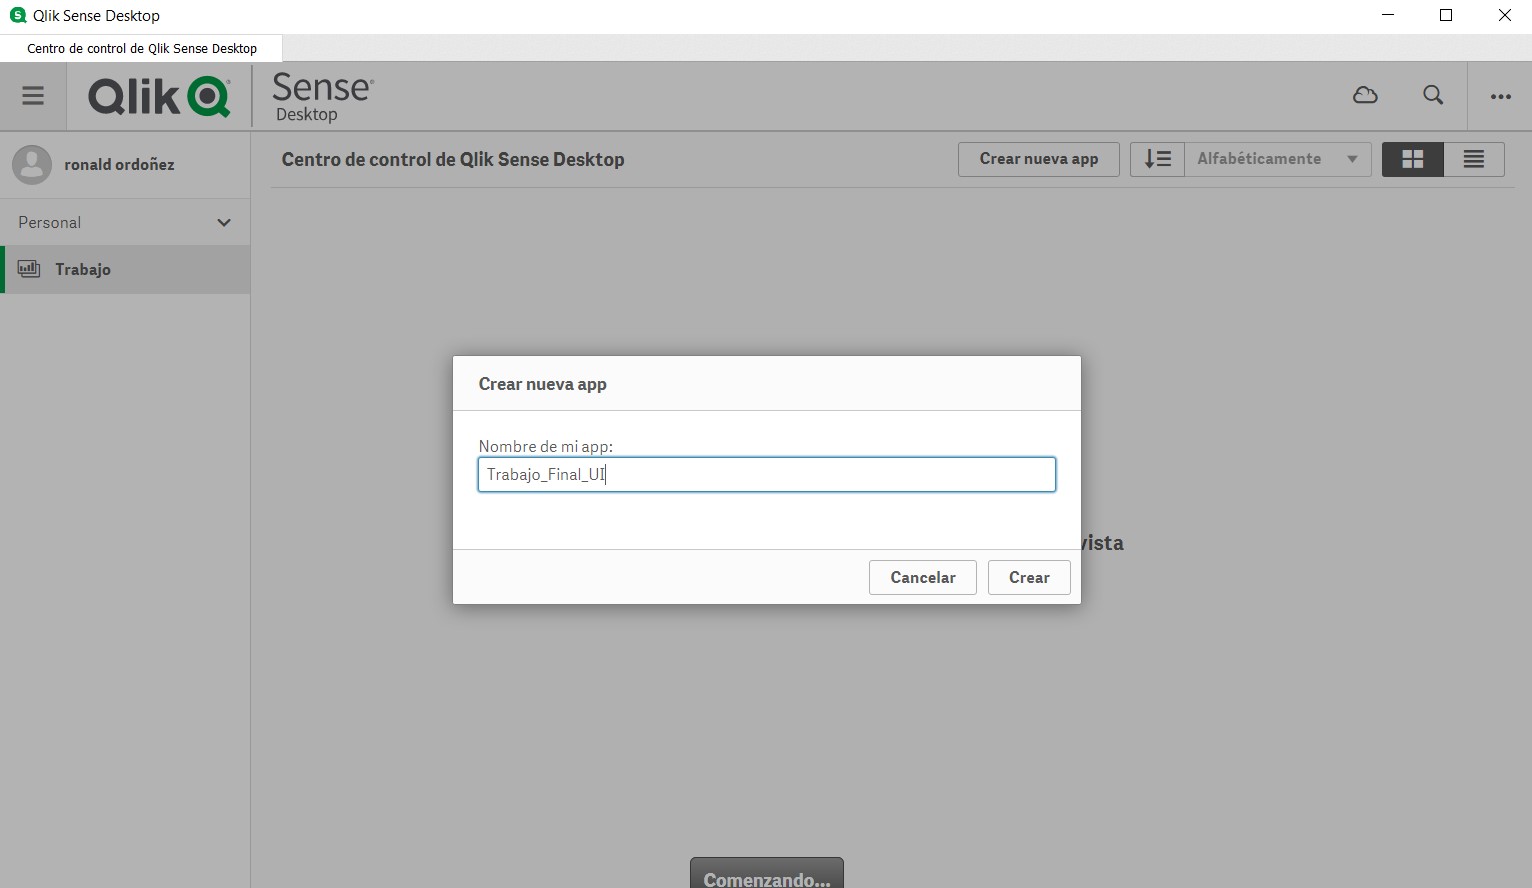 Qlik Sense Desktop
Centro de control de Qlik Sense Desktop
Qlik Sense
Desktop
ronald ordoñez
Centro de control de Qlik Sense Desktop
Crear nueva app
Alfabéticamente
Personal
Trabajo
Crear nueva app
Nombre de mi app:
Trabajo_Final_UI
vista
Cancelar
Crear
Comenzando...